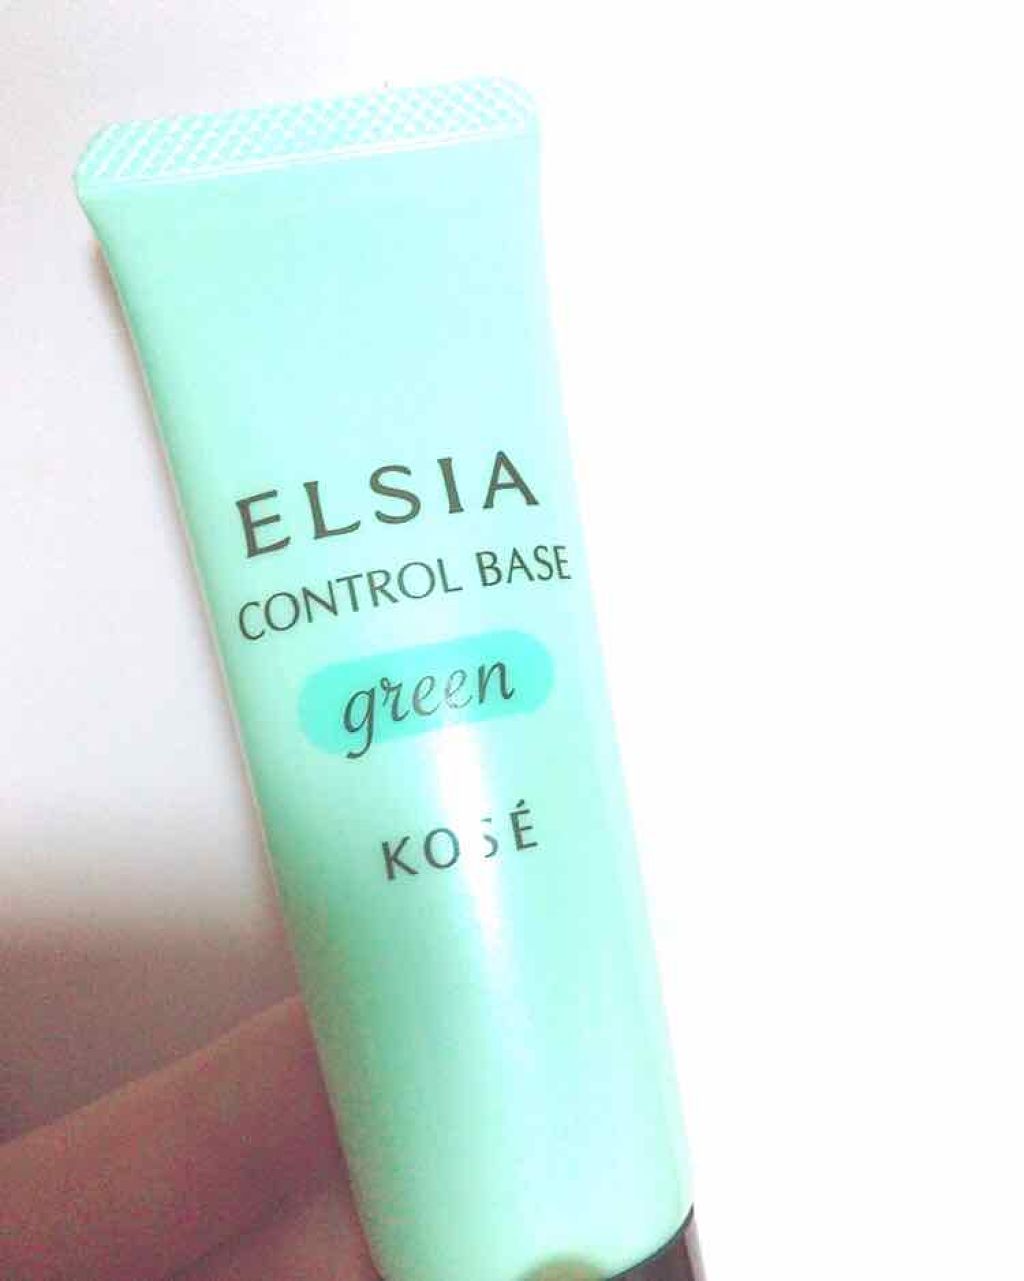 ELSIA
CONTROL BASE
green
KOSÉ